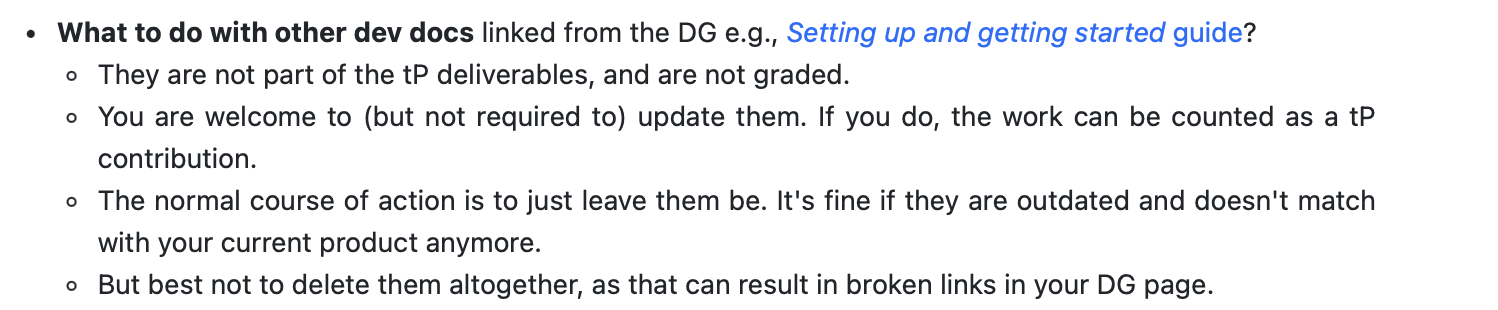 What to do with other dev docs linked from the DG e.g., Setting up and getting started guide?
They are not part of the tP deliverables, and are not graded.
You are welcome to (but not required to) update them. If you do, the work can be counted as a tP
contribution.
The normal course of action is to just leave them be. It's fine if they are outdated and doesn't match
with your current product anymore.
But best not to delete them altogether, as that can result in broken links in your DG page.